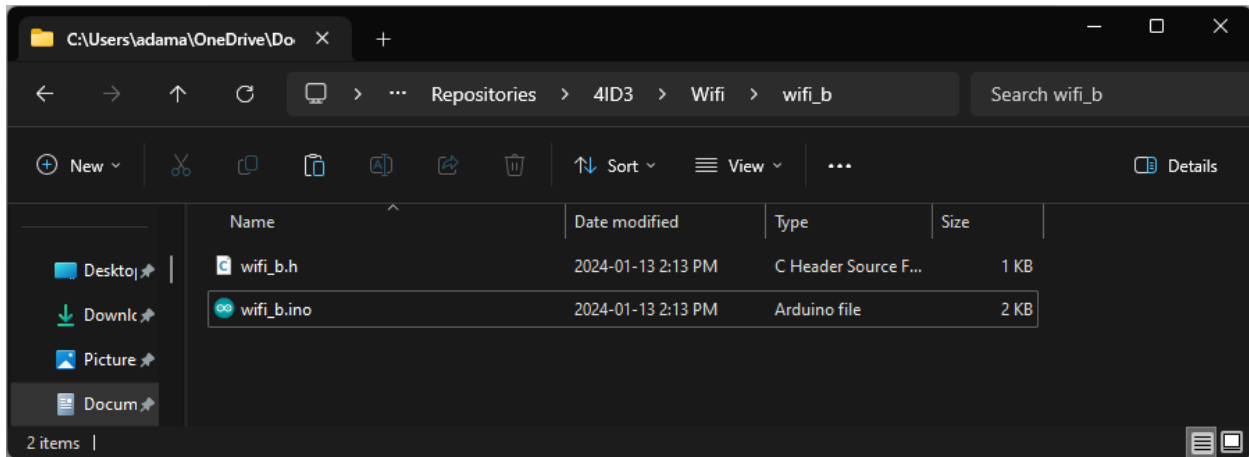 C:\Users\adama\OneDrive\Do
··· Repositories > 4ID3 > Wifi > wifi_b
Search wifi_b
New Sort View ··· Details
Name Date modified Type Size
wifi_b.h 2024-01-13 2:13 PM C Header Source F... 1 KB
wifi_b.ino 2024-01-13 2:13 PM Arduino file 2 KB
Desktop
Downlc
Picture
Docum
2 items